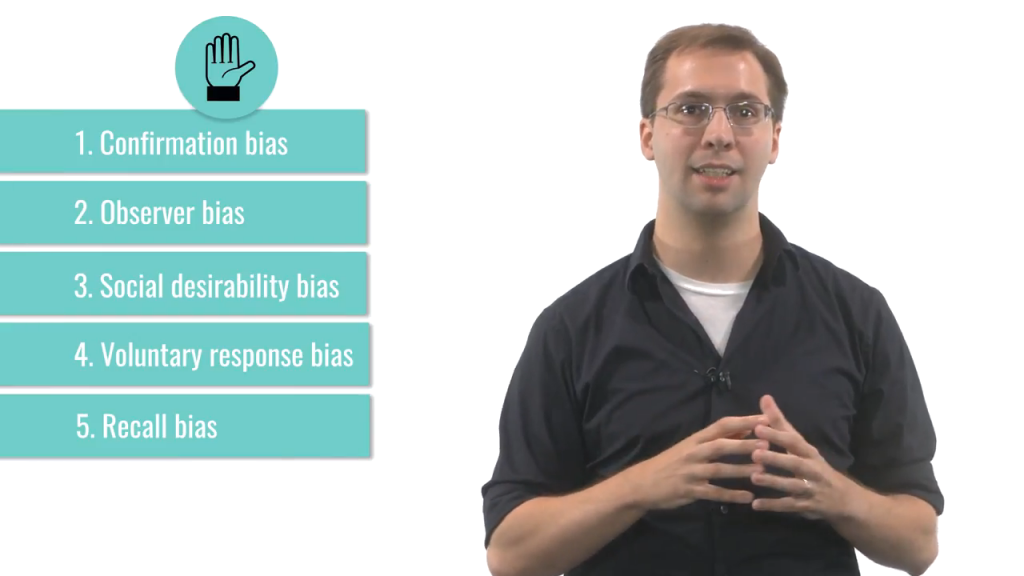 1. Confirmation bias
2. Observer bias
3. Social desirability bias
4. Voluntary response bias
5. Recall bias